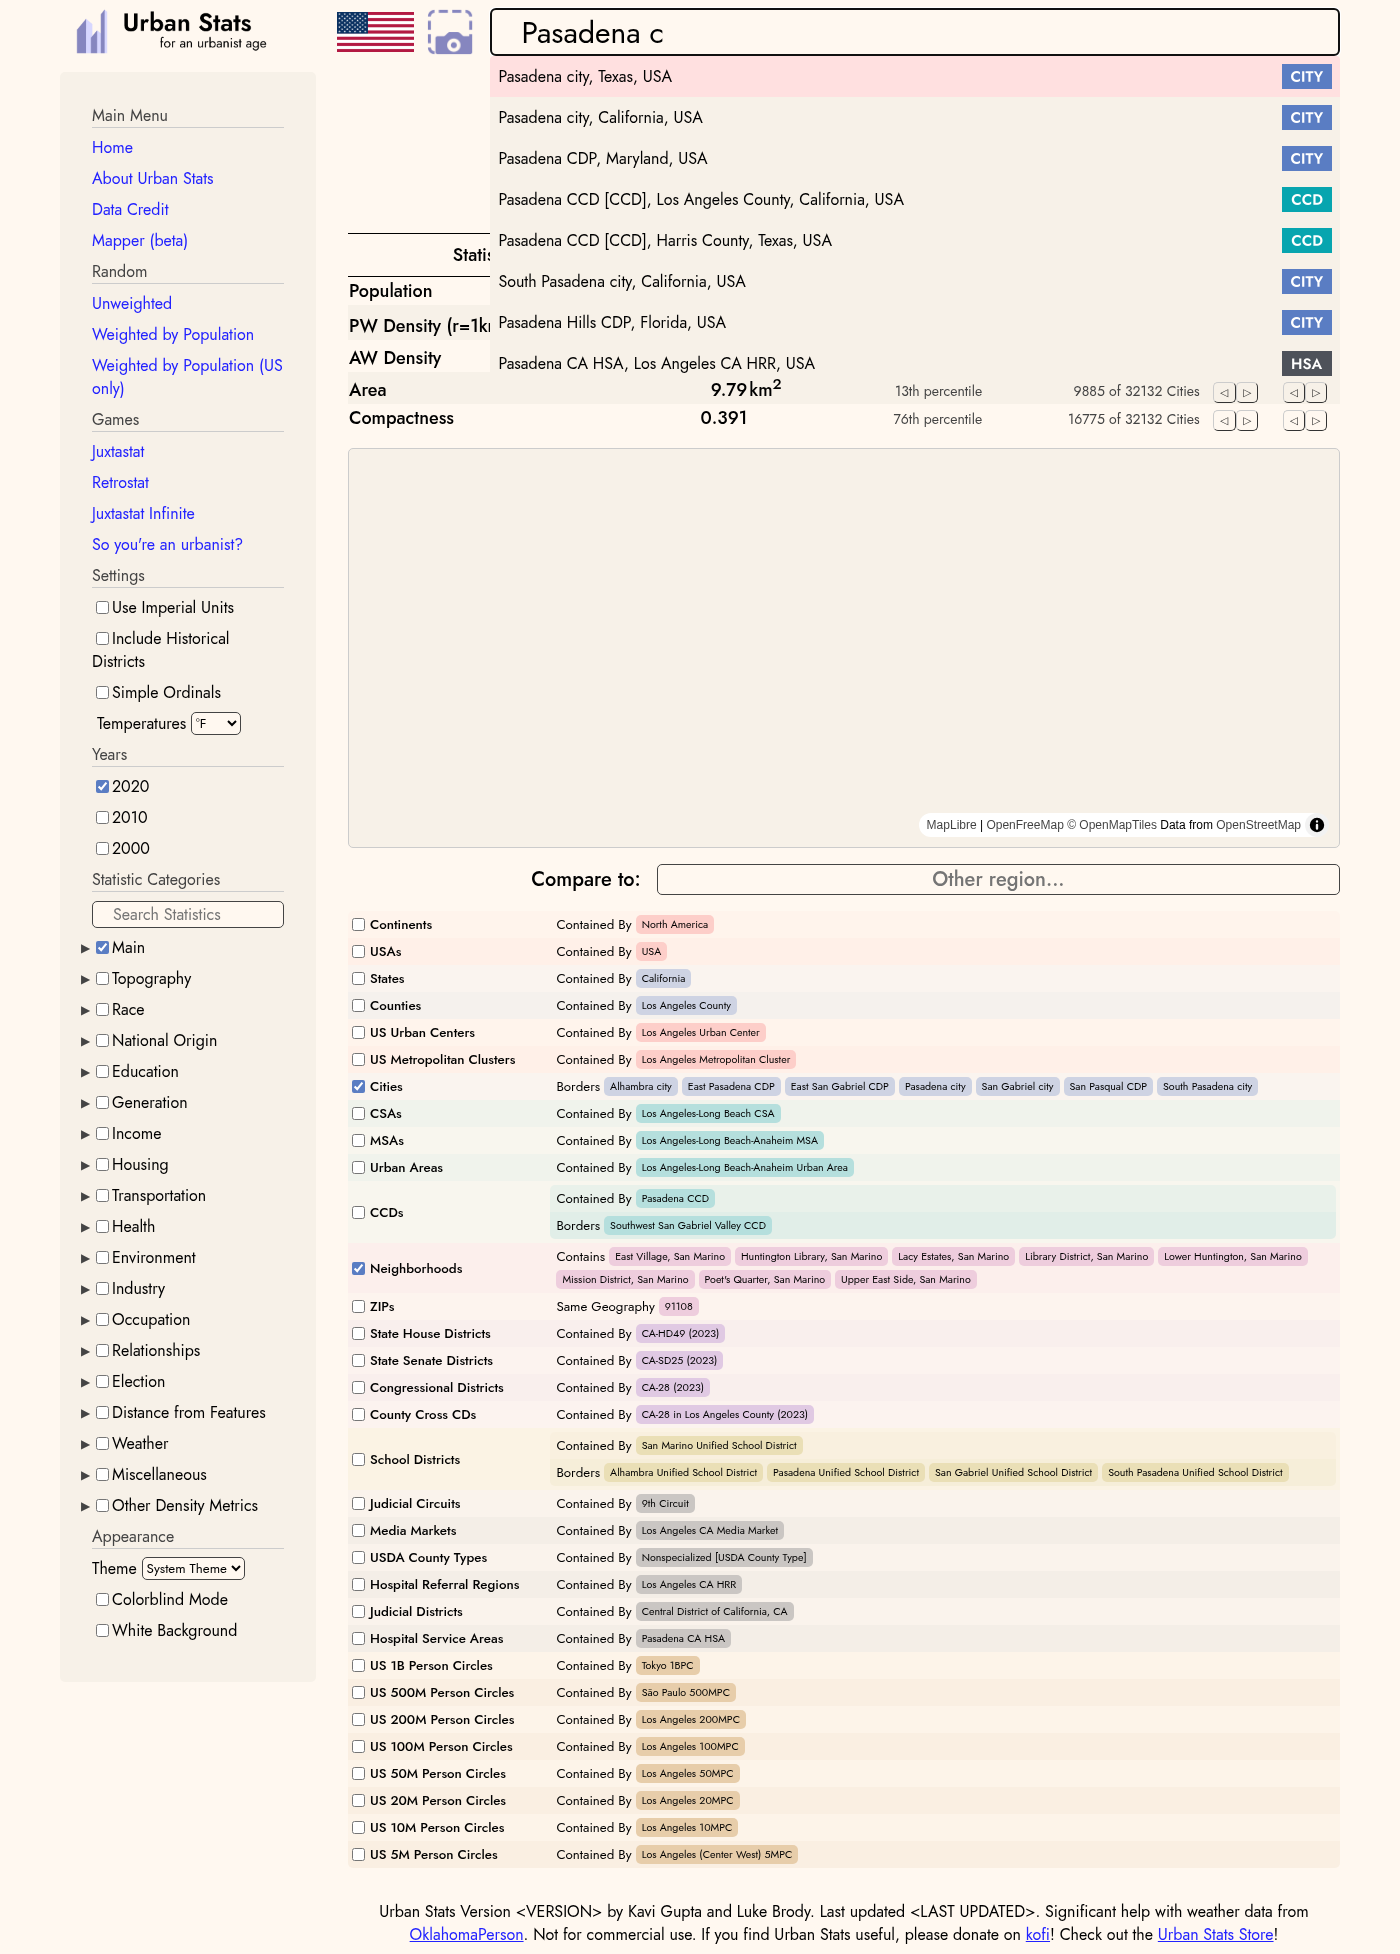 Urban Stats
for an urbanist age
Pasadena c
Pasadena city, Texas, USA CITY
Pasadena city, California, USA CITY
Pasadena CDP, Maryland, USA CITY
Pasadena CCD [CCD], Los Angeles County, California, USA CCD
Pasadena CCD [CCD], Harris County, Texas, USA CCD
South Pasadena city, California, USA CITY
Pasadena Hills CDP, Florida, USA CITY
Pasadena CA HSA, Los Angeles CA HRR, USA HSA
Main Menu
Home
About Urban Stats
Data Credit
Mapper (beta)
Random
Unweighted
Weighted by Population
Weighted by Population (US
only)
Games
Juxtastat
Retrostat
Juxtastat Infinite
So you're an urbanist?
Settings
Use Imperial Units
Include Historical
Districts
Simple Ordinals
Temperatures °F
Years
2020
2010
2000
Statistic Categories
Search Statistics
Main
Topography
Race
National Origin
Education
Generation
Income
Housing
Transportation
Health
Environment
Industry
Occupation
Relationships
Election
Distance from Features
Weather
Miscellaneous
Other Density Metrics
Appearance
Theme System Theme
Colorblind Mode
White Background
Statis
Population
PW Density (r=1k
AW Density
Area 9.79 km² 13th percentile 9885 of 32132 Cities
Compactness 0.391 76th percentile 16775 of 32132 Cities
MapLibre | OpenFreeMap © OpenMapTiles Data from OpenStreetMap
Compare to: Other region...
Continents Contained By North America
USAs Contained By USA
States Contained By California
Counties Contained By Los Angeles County
US Urban Centers Contained By Los Angeles Urban Center
US Metropolitan Clusters Contained By Los Angeles Metropolitan Cluster
Cities Borders Alhambra city East Pasadena CDP East San Gabriel CDP Pasadena city San Gabriel city San Pasqual CDP South Pasadena city
CSAs Contained By Los Angeles-Long Beach CSA
MSAs Contained By Los Angeles-Long Beach-Anaheim MSA
Urban Areas Contained By Los Angeles-Long Beach-Anaheim Urban Area
CCDs Contained By Pasadena CCD
Borders Southwest San Gabriel Valley CCD
Neighborhoods Contains East Village, San Marino Huntington Library, San Marino Lacy Estates, San Marino Library District, San Marino Lower Huntington, San Marino
Mission District, San Marino Poet's Quarter, San Marino Upper East Side, San Marino
ZIPs Same Geography 91108
State House Districts Contained By CA-HD49 (2023)
State Senate Districts Contained By CA-SD25 (2023)
Congressional Districts Contained By CA-28 (2023)
County Cross CDs Contained By CA-28 in Los Angeles County (2023)
School Districts Contained By San Marino Unified School District
Borders Alhambra Unified School District Pasadena Unified School District San Gabriel Unified School District South Pasadena Unified School District
Judicial Circuits Contained By 9th Circuit
Media Markets Contained By Los Angeles CA Media Market
USDA County Types Contained By Nonspecialized [USDA County Type]
Hospital Referral Regions Contained By Los Angeles CA HRR
Judicial Districts Contained By Central District of California, CA
Hospital Service Areas Contained By Pasadena CA HSA
US 1B Person Circles Contained By Tokyo 1BPC
US 500M Person Circles Contained By São Paulo 500MPC
US 200M Person Circles Contained By Los Angeles 200MPC
US 100M Person Circles Contained By Los Angeles 100MPC
US 50M Person Circles Contained By Los Angeles 50MPC
US 20M Person Circles Contained By Los Angeles 20MPC
US 10M Person Circles Contained By Los Angeles 10MPC
US 5M Person Circles Contained By Los Angeles (Center West) 5MPC
Urban Stats Version <VERSION> by Kavi Gupta and Luke Brody. Last updated <LAST UPDATED>. Significant help with weather data from
OklahomaPerson. Not for commercial use. If you find Urban Stats useful, please donate on kofi! Check out the Urban Stats Store!